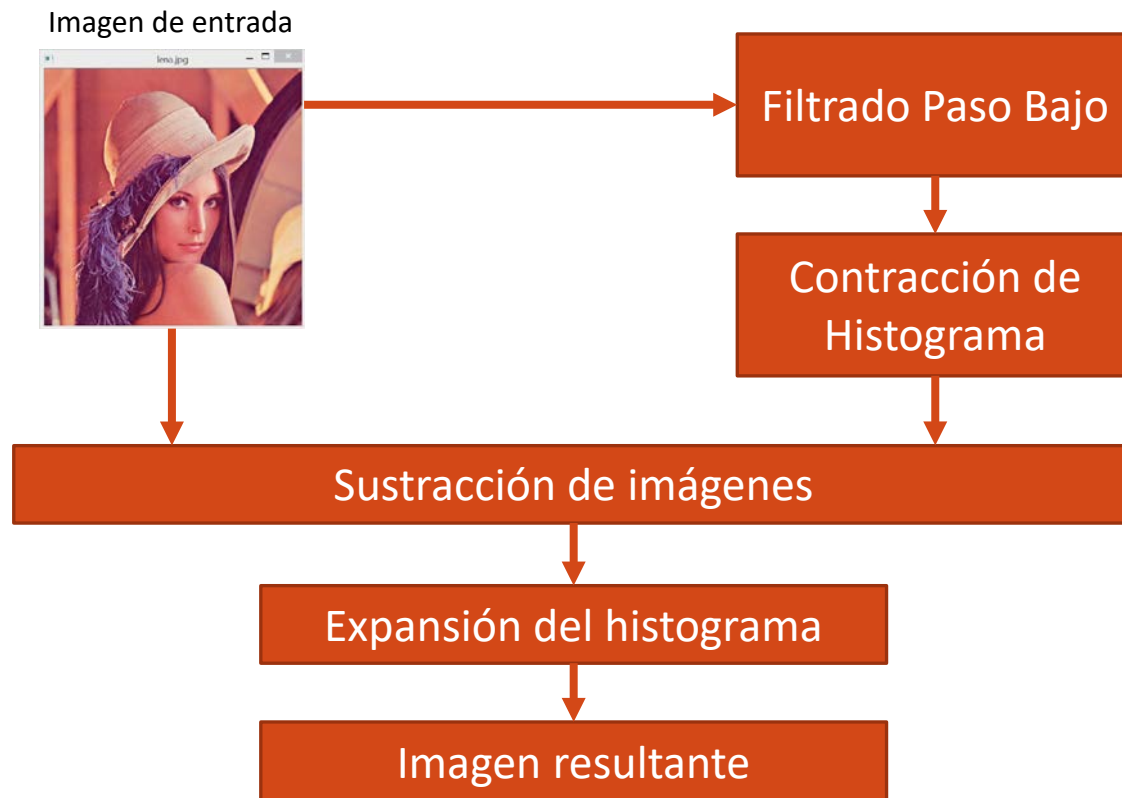 Imagen de entrada
lena.jpg
Filtrado Paso Bajo
Contracción de
Histograma
Sustracción de imágenes
Expansión del histograma
Imagen resultante